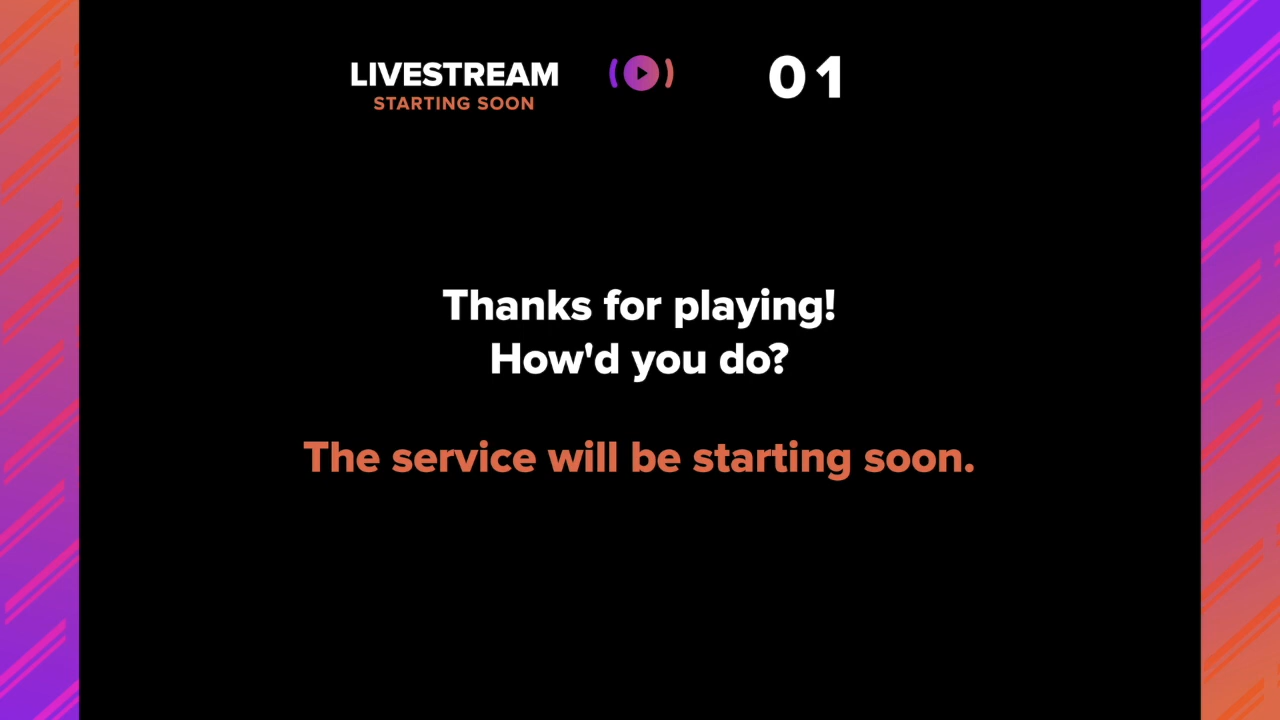 LIVESTREAM
STARTING SOON
01
Thanks for playing!
How'd you do?
The service will be starting soon.